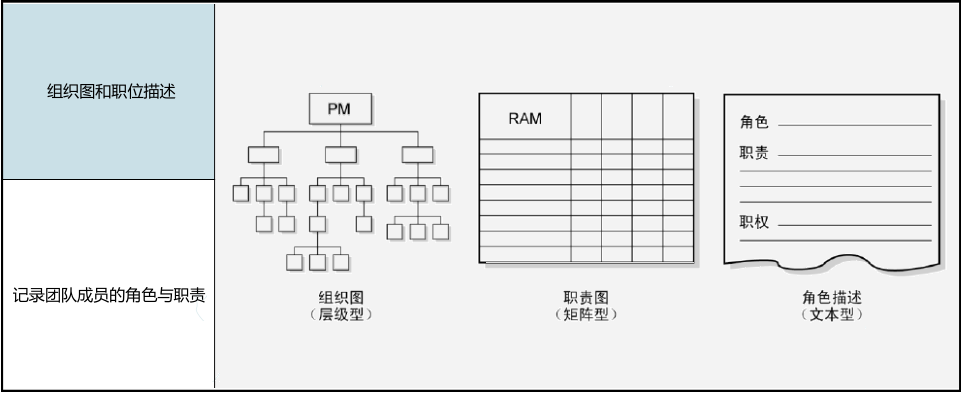 组织图和职位描述
记录团队成员的角色与职责
PM
组织图
（层级型）
RAM
职责图
（矩阵型）
角色
职责
职权
角色描述
（文本型）